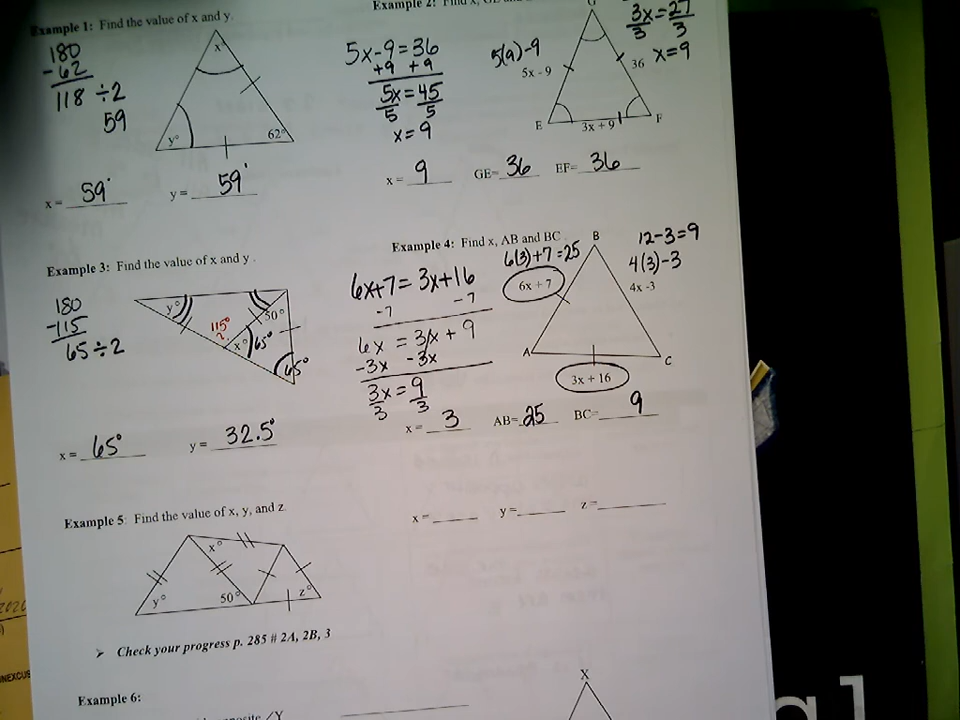 Example 1: Find the value of x and y.
180
-62
118 ÷2
59
x°
y°
62°
x = 59°
y = 59°
Example 2: Find x, GE
5x-9=36
+9 +9
5x = 45
5 5
x = 9
5(9)-9
5x - 9
G
36
E
3x + 9
F
3x = 27
3 3
x=9
x = 9
GE= 36
EF= 36
Example 3: Find the value of x and y .
180
-115
65 ÷2
y°
50°
115°
x°
65°
65°
x = 65°
y = 32.5°
Example 4: Find x, AB and BC
6x+7 = 3x+16
-7 -7
6x = 3x + 9
-3x -3x
3x = 9
3 3
6(3)+7=25
6x + 7
B
12-3=9
4(3)-3
4x -3
A
C
3x + 16
x = 3
AB= 25
BC= 9
Example 5: Find the value of x, y, and z
x°
y°
50°
z°
x =
y=
z=
➢ Check your progress p. 285 # 2A, 2B, 3
Example 6:
opposite ∠Y
X
2020
INEXCUS
al